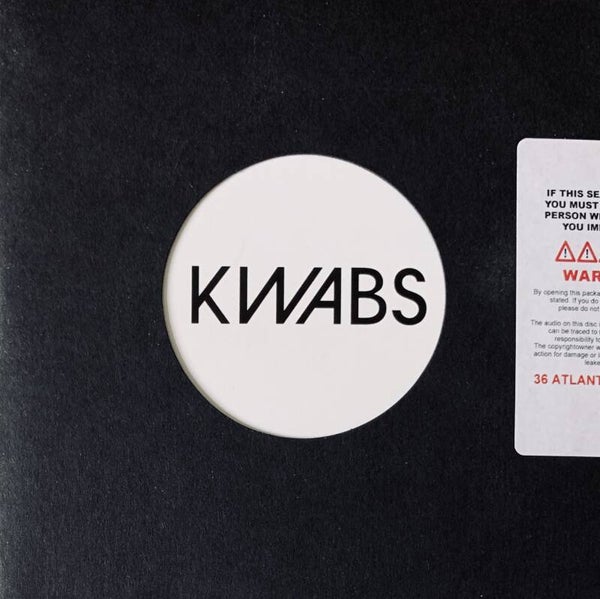 KWABS
IF THIS SE
YOU MUST
PERSON W
YOU IM
WAR
By opening this packa
stated. If you do
please do not
The audio on this disc i
can be traced to
responsibility to
The copyrightowner w
action for damage or i
leake
36 ATLANT